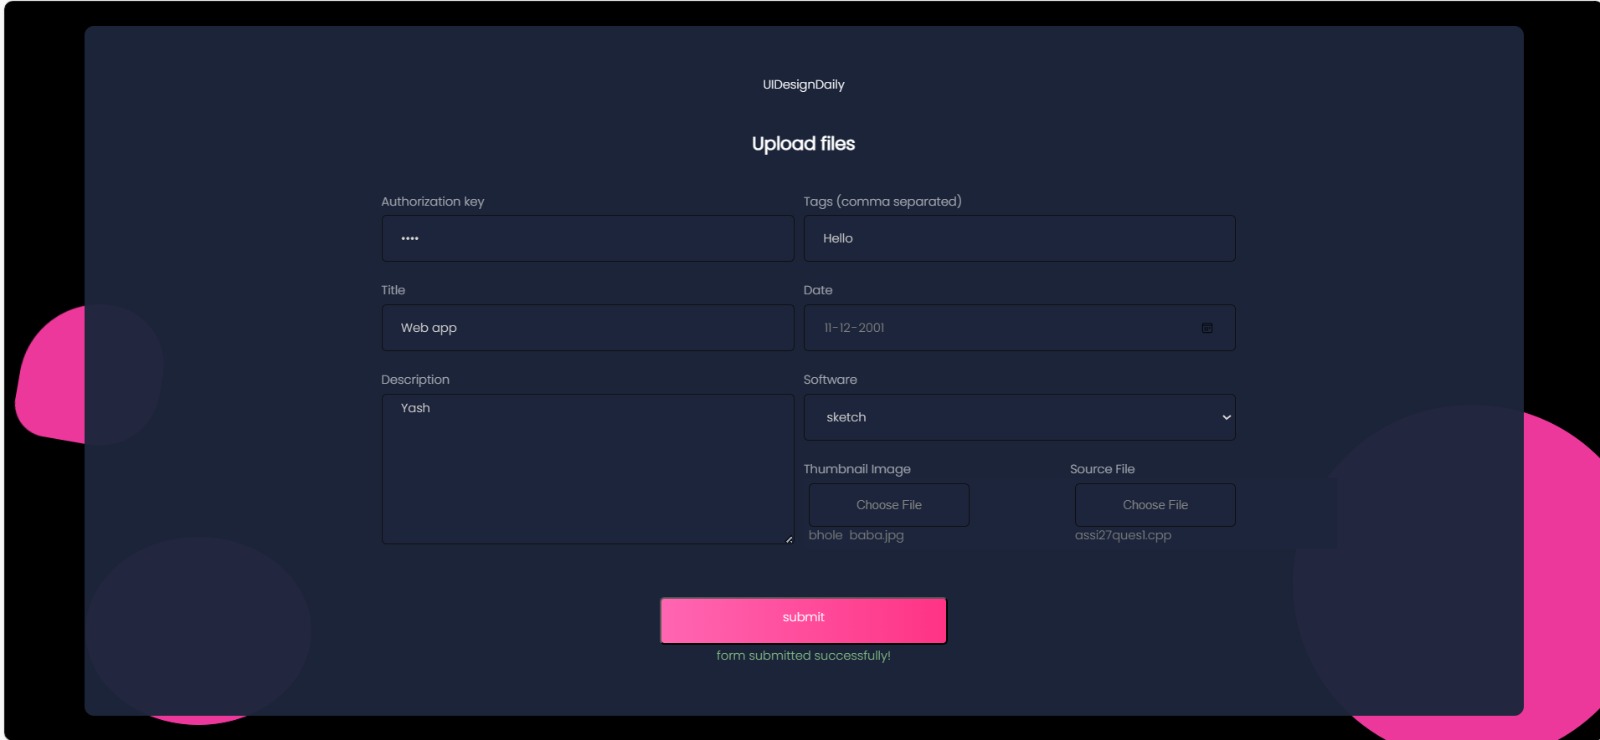 UIDesignDaily
Upload files
Authorization key
••••
Tags (comma separated)
Hello
Title
Web app
Date
11-12-2001
Description
Yash
Software
sketch
Thumbnail Image
Choose File
bhole baba.jpg
Source File
Choose File
assi27ques1.cpp
submit
form submitted successfully!